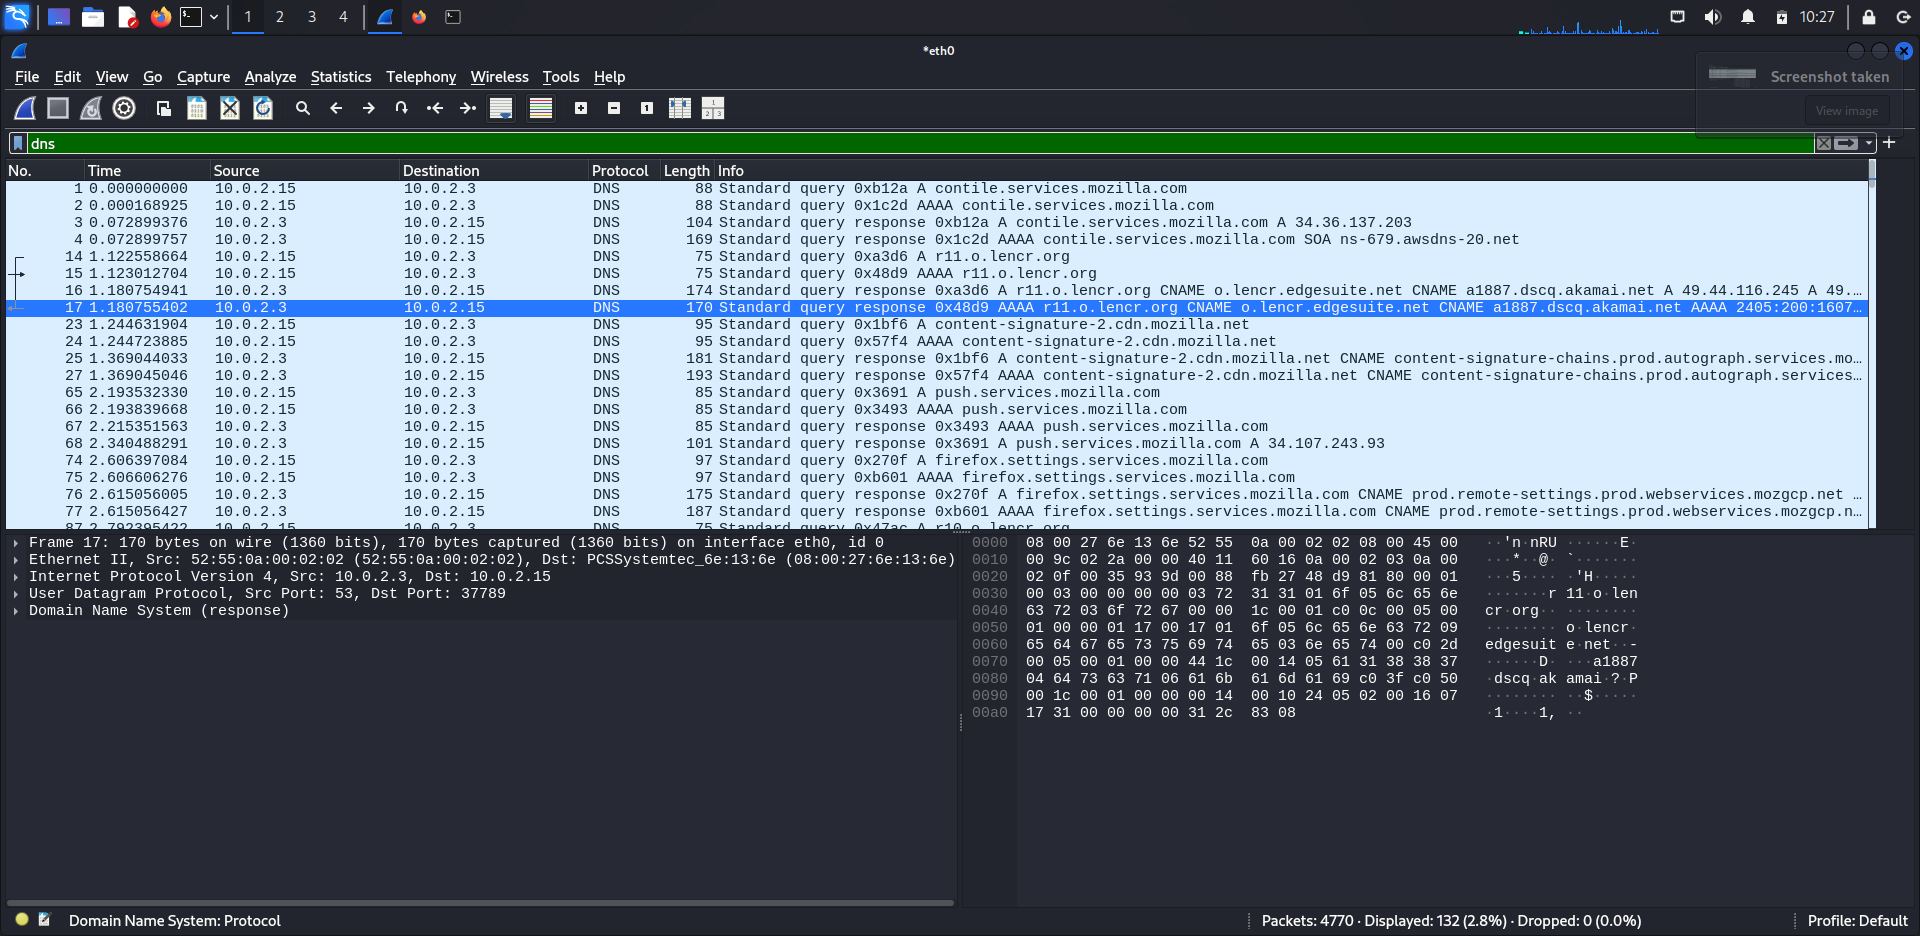 1 2 3 4 10:27
*eth0
File Edit View Go Capture Analyze Statistics Telephony Wireless Tools Help
Screenshot taken
View image
dns
No. Time Source Destination Protocol Length Info
1 0.000000000 10.0.2.15 10.0.2.3 DNS 88 Standard query 0xb12a A contile.services.mozilla.com
2 0.000168925 10.0.2.15 10.0.2.3 DNS 88 Standard query 0x1c2d AAAA contile.services.mozilla.com
3 0.072899376 10.0.2.3 10.0.2.15 DNS 104 Standard query response 0xb12a A contile.services.mozilla.com A 34.36.137.203
4 0.072899757 10.0.2.3 10.0.2.15 DNS 169 Standard query response 0x1c2d AAAA contile.services.mozilla.com SOA ns-679.awsdns-20.net
14 1.122558664 10.0.2.15 10.0.2.3 DNS 75 Standard query 0xa3d6 A r11.o.lencr.org
15 1.123012704 10.0.2.15 10.0.2.3 DNS 75 Standard query 0x48d9 AAAA r11.o.lencr.org
16 1.180754941 10.0.2.3 10.0.2.15 DNS 174 Standard query response 0xa3d6 A r11.o.lencr.org CNAME o.lencr.edgesuite.net CNAME a1887.dscq.akamai.net A 49.44.116.245 A 49.…
17 1.180755402 10.0.2.3 10.0.2.15 DNS 170 Standard query response 0x48d9 AAAA r11.o.lencr.org CNAME o.lencr.edgesuite.net CNAME a1887.dscq.akamai.net AAAA 2405:200:1607…
23 1.244631904 10.0.2.15 10.0.2.3 DNS 95 Standard query 0x1bf6 A content-signature-2.cdn.mozilla.net
24 1.244723885 10.0.2.15 10.0.2.3 DNS 95 Standard query 0x57f4 AAAA content-signature-2.cdn.mozilla.net
25 1.369044033 10.0.2.3 10.0.2.15 DNS 181 Standard query response 0x1bf6 A content-signature-2.cdn.mozilla.net CNAME content-signature-chains.prod.autograph.services.mo…
27 1.369045046 10.0.2.3 10.0.2.15 DNS 193 Standard query response 0x57f4 AAAA content-signature-2.cdn.mozilla.net CNAME content-signature-chains.prod.autograph.services…
65 2.193532330 10.0.2.15 10.0.2.3 DNS 85 Standard query 0x3691 A push.services.mozilla.com
66 2.193839668 10.0.2.15 10.0.2.3 DNS 85 Standard query 0x3493 AAAA push.services.mozilla.com
67 2.215351563 10.0.2.3 10.0.2.15 DNS 85 Standard query response 0x3493 AAAA push.services.mozilla.com
68 2.340488291 10.0.2.3 10.0.2.15 DNS 101 Standard query response 0x3691 A push.services.mozilla.com A 34.107.243.93
74 2.606397084 10.0.2.15 10.0.2.3 DNS 97 Standard query 0x270f A firefox.settings.services.mozilla.com
75 2.606606276 10.0.2.15 10.0.2.3 DNS 97 Standard query 0xb601 AAAA firefox.settings.services.mozilla.com
76 2.615056005 10.0.2.3 10.0.2.15 DNS 175 Standard query response 0x270f A firefox.settings.services.mozilla.com CNAME prod.remote-settings.prod.webservices.mozgcp.net …
77 2.615056427 10.0.2.3 10.0.2.15 DNS 187 Standard query response 0xb601 AAAA firefox.settings.services.mozilla.com CNAME prod.remote-settings.prod.webservices.mozgcp.n…
87 2.792395422 10.0.2.15 10.0.2.3 DNS 75 Standard query 0x47ac A r10.o.lencr.org
Frame 17: 170 bytes on wire (1360 bits), 170 bytes captured (1360 bits) on interface eth0, id 0
Ethernet II, Src: 52:55:0a:00:02:02 (52:55:0a:00:02:02), Dst: PCSSystemtec_6e:13:6e (08:00:27:6e:13:6e)
Internet Protocol Version 4, Src: 10.0.2.3, Dst: 10.0.2.15
User Datagram Protocol, Src Port: 53, Dst Port: 37789
Domain Name System (response)
0000 08 00 27 6e 13 6e 52 55 0a 00 02 02 08 00 45 00 ··'n·nRU ······E·
0010 00 9c 02 2a 00 00 40 11 60 16 0a 00 02 03 0a 00 ···*··@· `·······
0020 02 0f 00 35 93 9d 00 88 fb 27 48 d9 81 80 00 01 ···5···· ·'H·····
0030 00 03 00 00 00 00 03 72 31 31 01 6f 05 6c 65 6e ·······r 11·o·len
0040 63 72 03 6f 72 67 00 00 1c 00 01 c0 0c 00 05 00 cr·org·· ········
0050 01 00 00 01 17 00 17 01 6f 05 6c 65 6e 63 72 09 ········ o·lencr·
0060 65 64 67 65 73 75 69 74 65 03 6e 65 74 00 c0 2d edgesuit e·net··-
0070 00 05 00 01 00 00 44 1c 00 14 05 61 31 38 38 37 ······D· ···a1887
0080 04 64 73 63 71 06 61 6b 61 6d 61 69 c0 3f c0 50 ·dscq·ak amai·?·P
0090 00 1c 00 01 00 00 00 14 00 10 24 05 02 00 16 07 ········ ··$·····
00a0 17 31 00 00 00 00 31 2c 83 08 ·1····1, ··
Domain Name System: Protocol Packets: 4770 · Displayed: 132 (2.8%) · Dropped: 0 (0.0%) Profile: Default